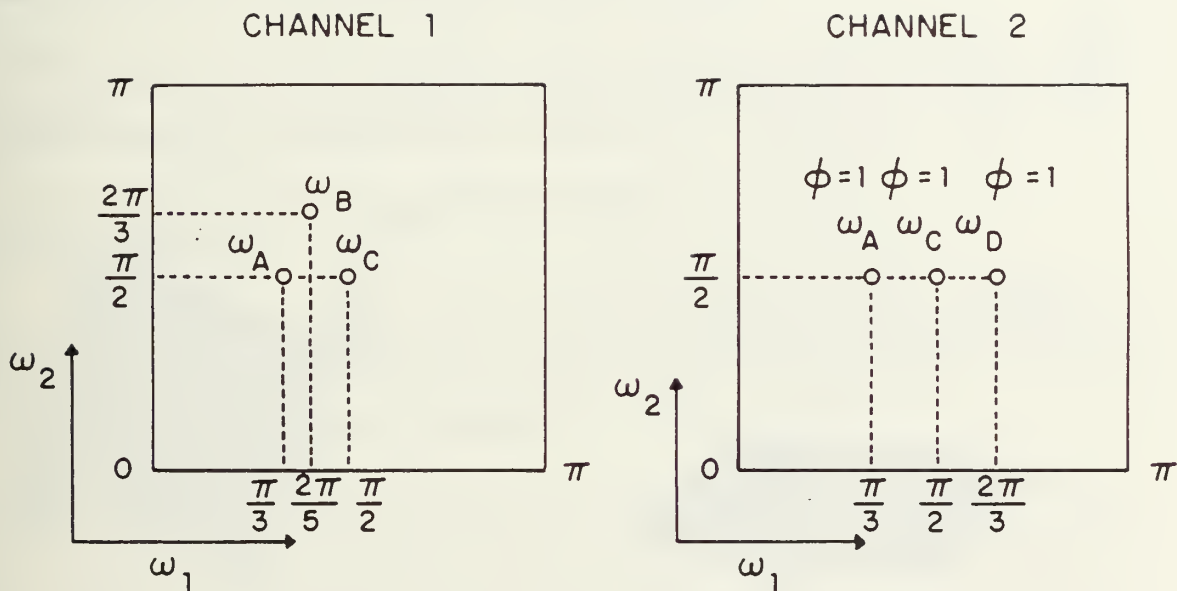 CHANNEL 1
π
2π/3
ω_B
ω_A ω_C
π/2
ω_2
0
π/3 2π/5 π/2 π
ω_1
CHANNEL 2
π
ϕ=1 ϕ=1 ϕ=1
ω_A ω_C ω_D
π/2
ω_2
0
π/3 π/2 2π/3 π
ω_1